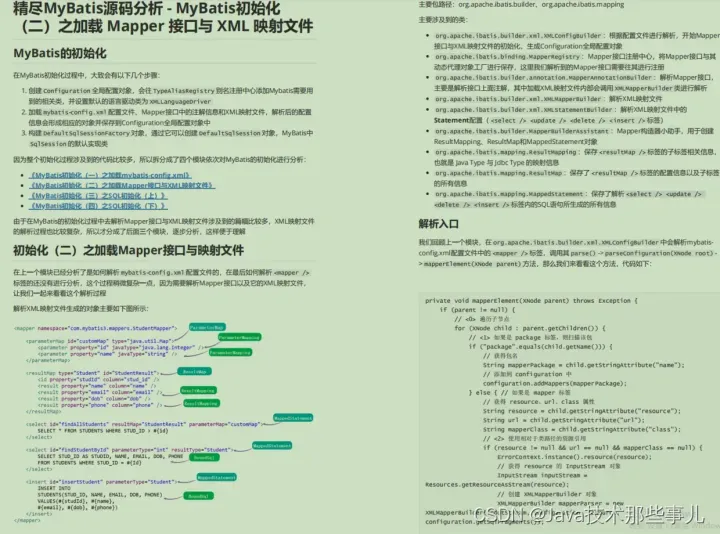 精尽MyBatis源码分析 - MyBatis初始化
（二）之加载 Mapper 接口与 XML 映射文件
MyBatis的初始化
在MyBatis初始化过程中，大致会有以下几个步骤：
1. 创建 Configuration 全局配置对象，会往 TypeAliasRegistry 别名注册中心添加Mybatis需要用
到的相关类，并设置默认的语言驱动类为 XMLLanguageDriver
2. 加载 mybatis-config.xml 配置文件、Mapper接口中的注解信息和XML映射文件，解析后的配置
信息会形成相应的对象并保存到Configuration全局配置对象中
3. 构建 DefaultSqlSessionFactory 对象，通过它可以创建 DefaultSqlSession 对象，MyBatis中
SqlSession 的默认实现类
因为整个初始化过程涉及到的代码比较多，所以拆分成了四个模块依次对MyBatis的初始化进行分析：
• 《MyBatis初始化（一）之加载mybatis-config.xml》
• 《MyBatis初始化（二）之加载Mapper接口与XML映射文件》
• 《MyBatis初始化（三）之SQL初始化（上）》
• 《MyBatis初始化（四）之SQL初始化（下）》
由于在MyBatis的初始化过程中去解析Mapper接口与XML映射文件涉及到的篇幅比较多，XML映射文件
的解析过程也比较复杂，所以才分成了后面三个模块，逐步分析，这样便于理解
初始化（二）之加载Mapper接口与映射文件
在上一个模块已经分析了是如何解析 mybatis-config.xml 配置文件的，在最后如何解析 <mapper />
标签的还没有进行分析，这个过程稍微复杂一点，因为需要解析Mapper接口以及它的XML映射文件，
让我们一起来看看这个解析过程
解析XML映射文件生成的对象主要如下图所示：
<mapper namespace="com.mybatis3.mappers.StudentMapper">
ParameterMap
<parameterMap id="customMap" type="java.util.Map">
ParameterMapping
<parameter property="id" javaType="java.lang.Integer" />
<parameter property="name" javaType="string" />
ParameterMapping
</parameterMap>
<resultMap type="Student" id="StudentResult">
ResultMap
<id property="studId" column="stud_id" />
<result property="name" column="name" />
<result property="email" column="email" />
ResultMapping
<result property="dob" column="dob" />
<result property="phone" column="phone" />
ResultMapping
</resultMap>
MappedStatement
<select id="findAllStudents" resultMap="StudentResult" parameterMap="customMap">
SELECT * FROM STUDENTS WHERE STUD_ID > #{id}
</select>
MappedStatement
<select id="findStudentById" parameterType="int" resultType="Student">
SELECT STUD_ID AS STUDID, NAME, EMAIL, DOB, PHONE
BoundSql
FROM STUDENTS WHERE STUD_ID = #{id}
</select>
MappedStatement
<insert id="insertStudent" parameterType="Student">
INSERT INTO
STUDENTS(STUD_ID, NAME, EMAIL, DOB, PHONE)
BoundSql
VALUES(#{studId}, #{name},
#{email}, #{dob}, #{phone})
</insert>
</mapper>
主要包路径：org.apache.ibatis.builder、org.apache.ibatis.mapping
主要涉及到的类：
• org.apache.ibatis.builder.xml.XMLConfigBuilder：根据配置文件进行解析，开始Mapper
接口与XML映射文件的初始化，生成Configuration全局配置对象
• org.apache.ibatis.binding.MapperRegistry：Mapper接口注册中心，将Mapper接口与其
动态代理对象工厂进行保存，这里我们解析到的Mapper接口需要往其进行注册
• org.apache.ibatis.builder.annotation.MapperAnnotationBuilder：解析Mapper接口，
主要是解析接口上面注解，其中加载XML映射文件内部会调用 XMLMapperBuilder 类进行解析
• org.apache.ibatis.builder.xml.XMLMapperBuilder：解析XML映射文件
• org.apache.ibatis.builder.xml.XMLStatementBuilder：解析XML映射文件中的
Statement配置（ <select /> <update /> <delete /> <insert /> 标签）
• org.apache.ibatis.builder.MapperBuilderAssistant：Mapper构造器小助手，用于创建
ResultMapping、ResultMap和MappedStatement对象
• org.apache.ibatis.mapping.ResultMapping：保存 <resultMap /> 标签的子标签相关信息，
也就是 Java Type 与 Jdbc Type 的映射信息
• org.apache.ibatis.mapping.ResultMap：保存了 <resultMap /> 标签的配置信息以及子标签
的所有信息
• org.apache.ibatis.mapping.MappedStatement：保存了解析 <select /> <update />
<delete /> <insert /> 标签内的SQL语句所生成的所有信息
解析入口
我们回顾上一个模块，在 org.apache.ibatis.builder.xml.XMLConfigBuilder 中会解析mybatis-
config.xml配置文件中的 <mapper /> 标签，调用其 parse() -> parseConfiguration(XNode root) -
> mapperElement(XNode parent) 方法，那么我们来看看这个方法，代码如下：
private void mapperElement(XNode parent) throws Exception {
if (parent != null) {
// <0> 遍历子节点
for (XNode child : parent.getChildren()) {
// <1> 如果是 package 标签，则扫描该包
if ("package".equals(child.getName())) {
// 获得包名
String mapperPackage = child.getStringAttribute("name");
// 添加到 configuration 中
configuration.addMappers(mapperPackage);
} else { // 如果是 mapper 标签
// 获得 resource、url、class 属性
String resource = child.getStringAttribute("resource");
String url = child.getStringAttribute("url");
String mapperClass = child.getStringAttribute("class");
// <2> 使用相对于类路径的资源引用
if (resource != null && url == null && mapperClass == null) {
ErrorContext.instance().resource(resource);
// 获得 resource 的 InputStream 对象
InputStream inputStream =
Resources.getResourceAsStream(resource);
// 创建 XMLMapperBuilder 对象
XMLMapperBuilder mapperParser = new
configuration.getSqlFragments());
CSDN @Java技术那些事儿